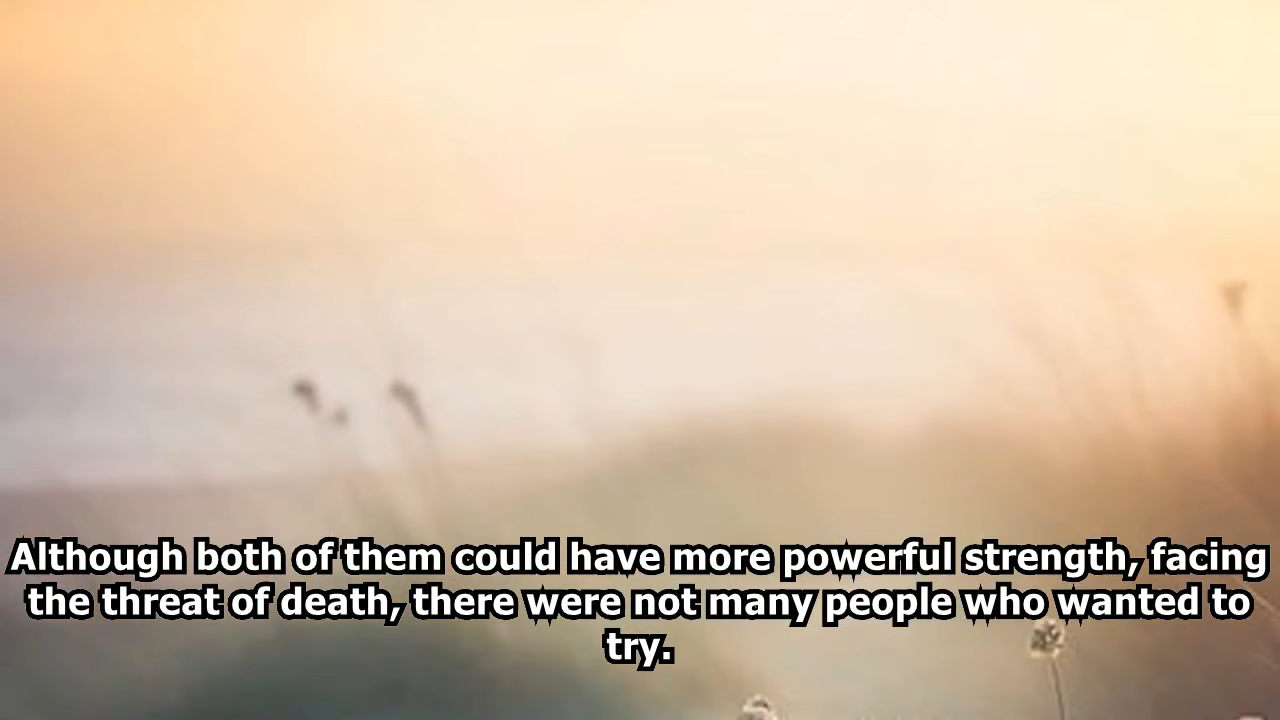 Although both of them could have more powerful strength, facing
the threat of death, there were not many people who wanted to
try.